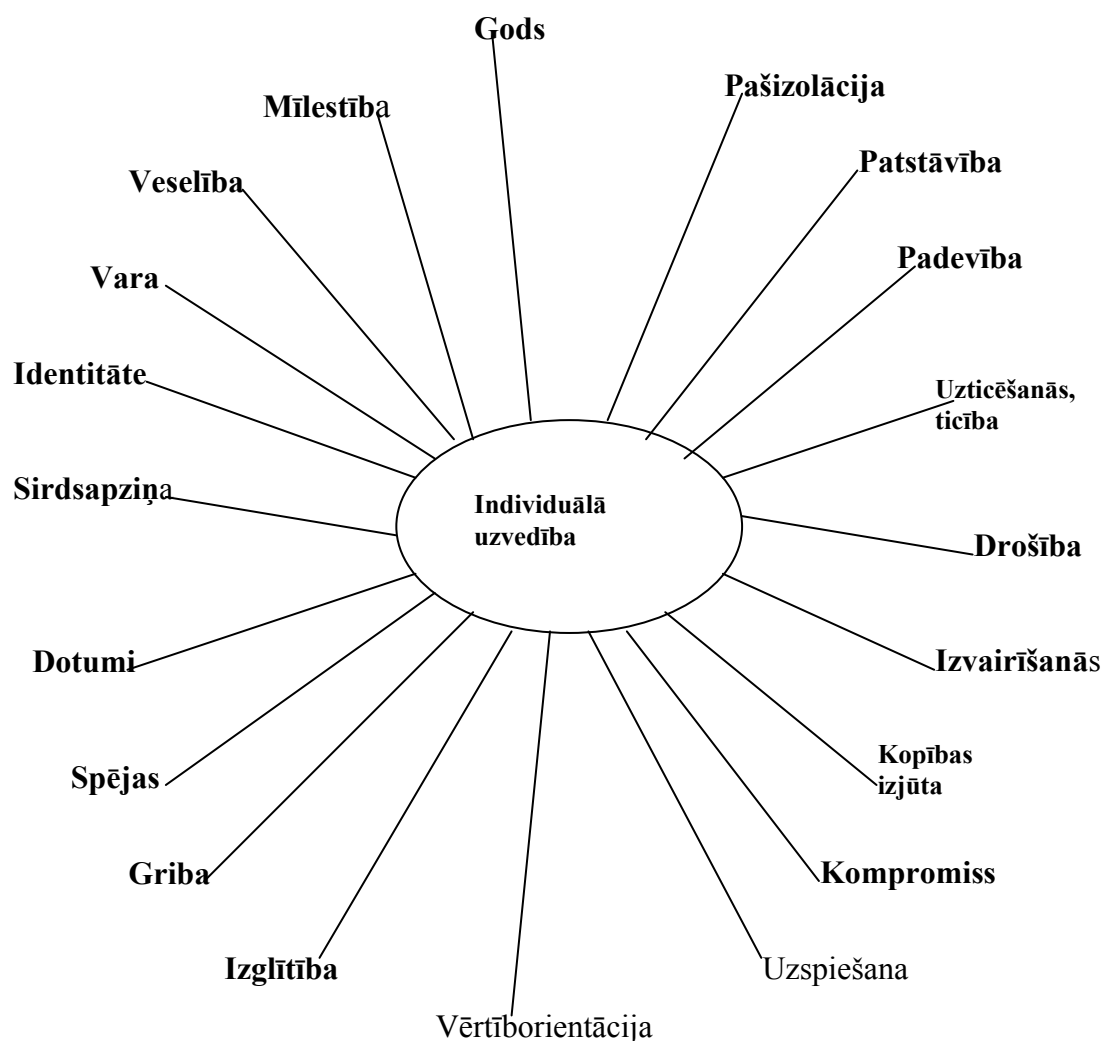 Gods
Pašizolācija
Mīlestība
Patstāvība
Veselība
Padevība
Vara
Identitāte
Uzticēšanās,
ticība
Sirdsapziņa
Individuālā
uzvedība
Drošība
Dotumi
Izvairīšanās
Kopības
izjūta
Spējas
Griba
Kompromiss
Izglītība
Uzspiešana
Vērtīborientācija